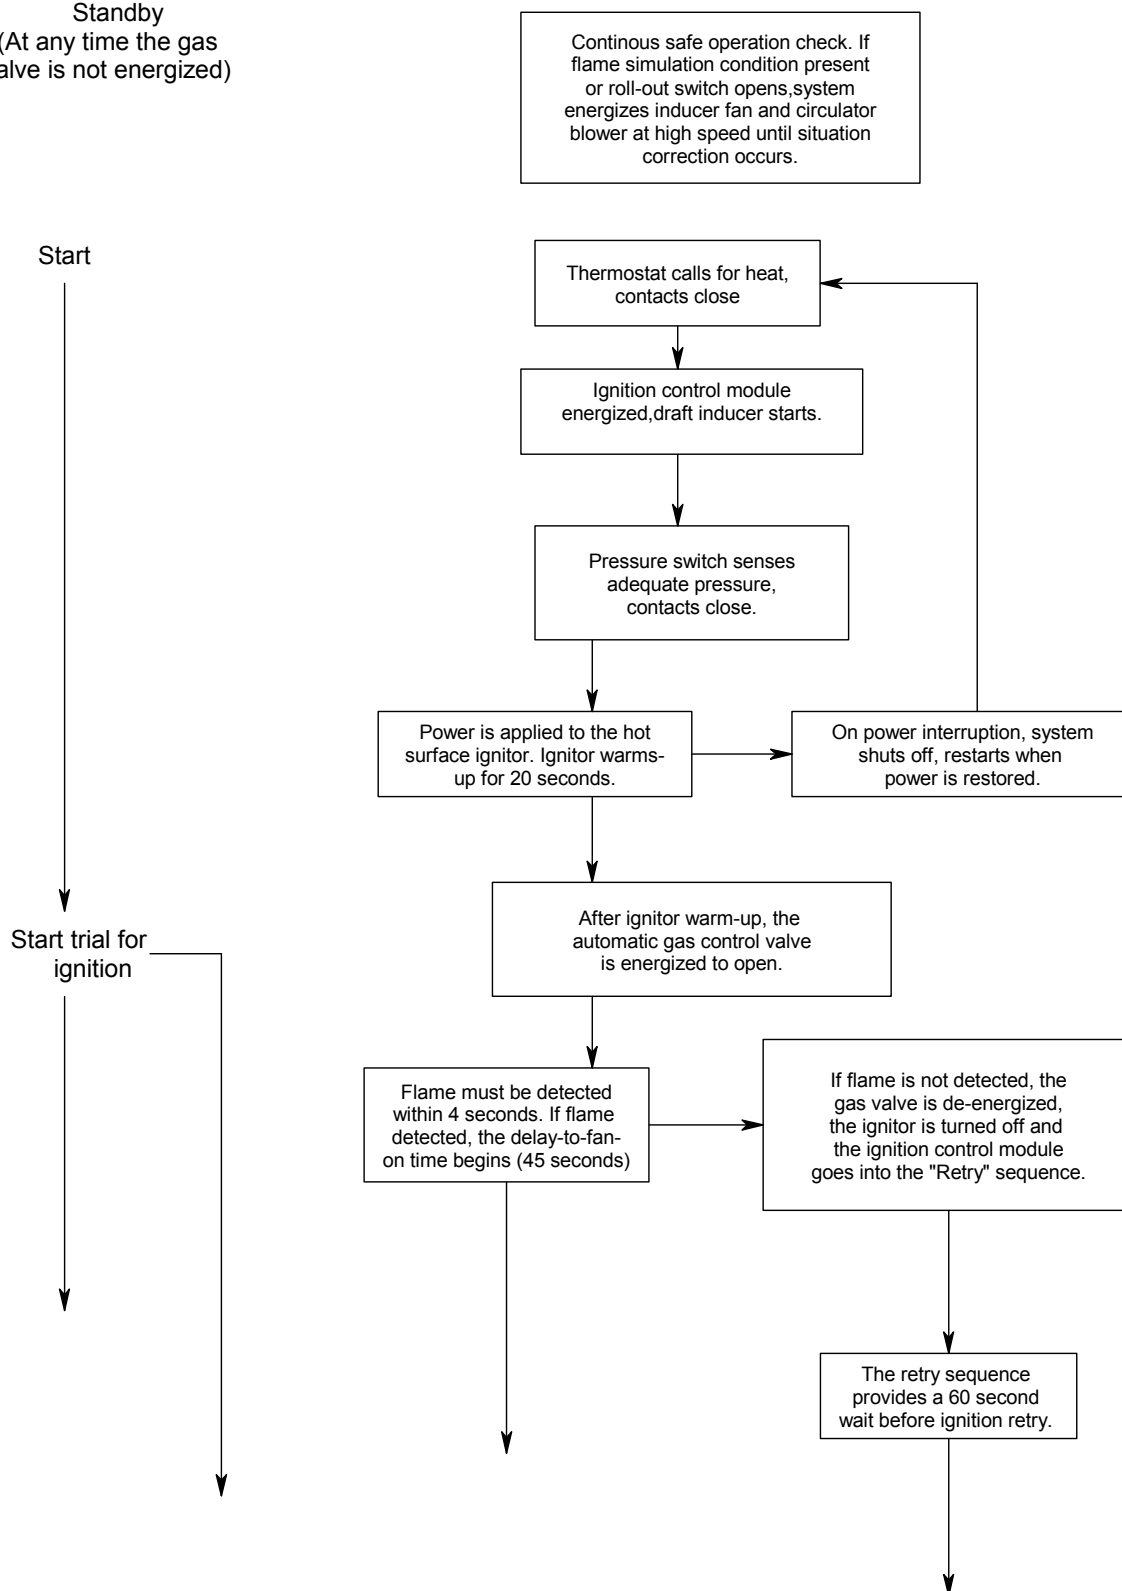 Standby
(At any time the gas
alve is not energized)
Continous safe operation check. If
flame simulation condition present
or roll-out switch opens,system
energizes inducer fan and circulator
blower at high speed until situation
correction occurs.
Start
Thermostat calls for heat,
contacts close
Ignition control module
energized,draft inducer starts.
Pressure switch senses
adequate pressure,
contacts close.
Power is applied to the hot
surface ignitor. Ignitor warms-
up for 20 seconds.
On power interruption, system
shuts off, restarts when
power is restored.
After ignitor warm-up, the
automatic gas control valve
is energized to open.
Start trial for
ignition
Flame must be detected
within 4 seconds. If flame
detected, the delay-to-fan-
on time begins (45 seconds)
If flame is not detected, the
gas valve is de-energized,
the ignitor is turned off and
the ignition control module
goes into the "Retry" sequence.
The retry sequence
provides a 60 second
wait before ignition retry.